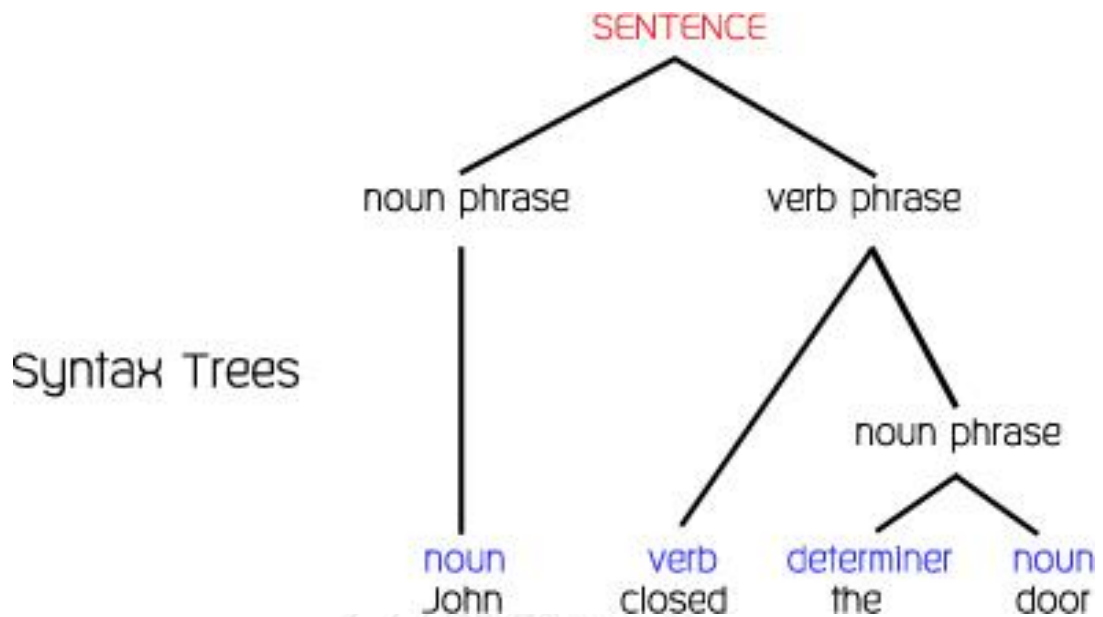 SENTENCE
noun phrase verb phrase
Syntax Trees
noun phrase
noun verb determiner noun
John closed the door